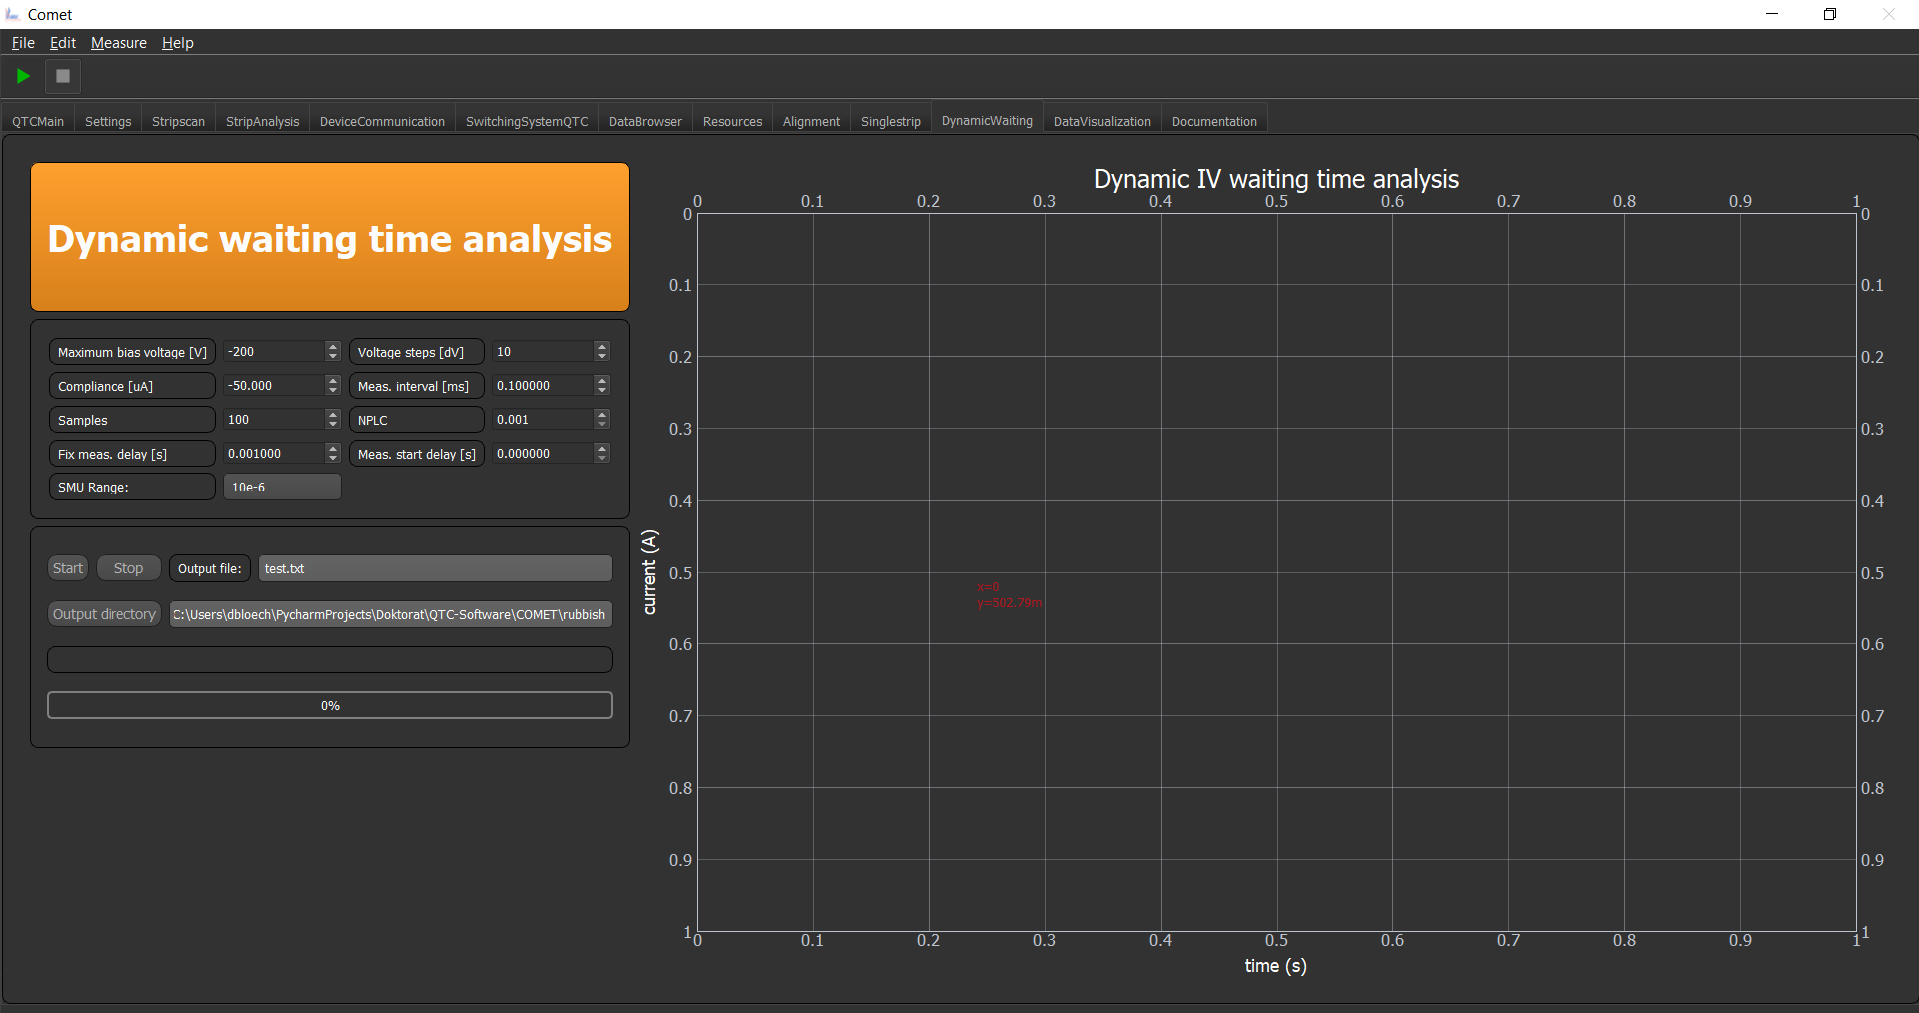 Comet
File Edit Measure Help
QTCMain Settings Stripscan StripAnalysis DeviceCommunication SwitchingSystemQTC DataBrowser Resources Alignment Singlestrip DynamicWaiting DataVisualization Documentation
Dynamic waiting time analysis
Maximum bias voltage [V] -200 Voltage steps [dV] 10
Compliance [uA] -50.000 Meas. interval [ms] 0.100000
Samples 100 NPLC 0.001
Fix meas. delay [s] 0.001000 Meas. start delay [s] 0.000000
SMU Range: 10e-6
Start Stop Output file: test.txt
Output directory C:\Users\dbloech\PycharmProjects\Doktorat\QTC-Software\COMET\rubbish
0%
Dynamic IV waiting time analysis
0 0.1 0.2 0.3 0.4 0.5 0.6 0.7 0.8 0.9 1
0 0
0.1 0.1
0.2 0.2
0.3 0.3
0.4 0.4
current (A)
0.5 0.5
x=0
y=502.79m
0.6 0.6
0.7 0.7
0.8 0.8
0.9 0.9
1 1
0 0.1 0.2 0.3 0.4 0.5 0.6 0.7 0.8 0.9 1
time (s)